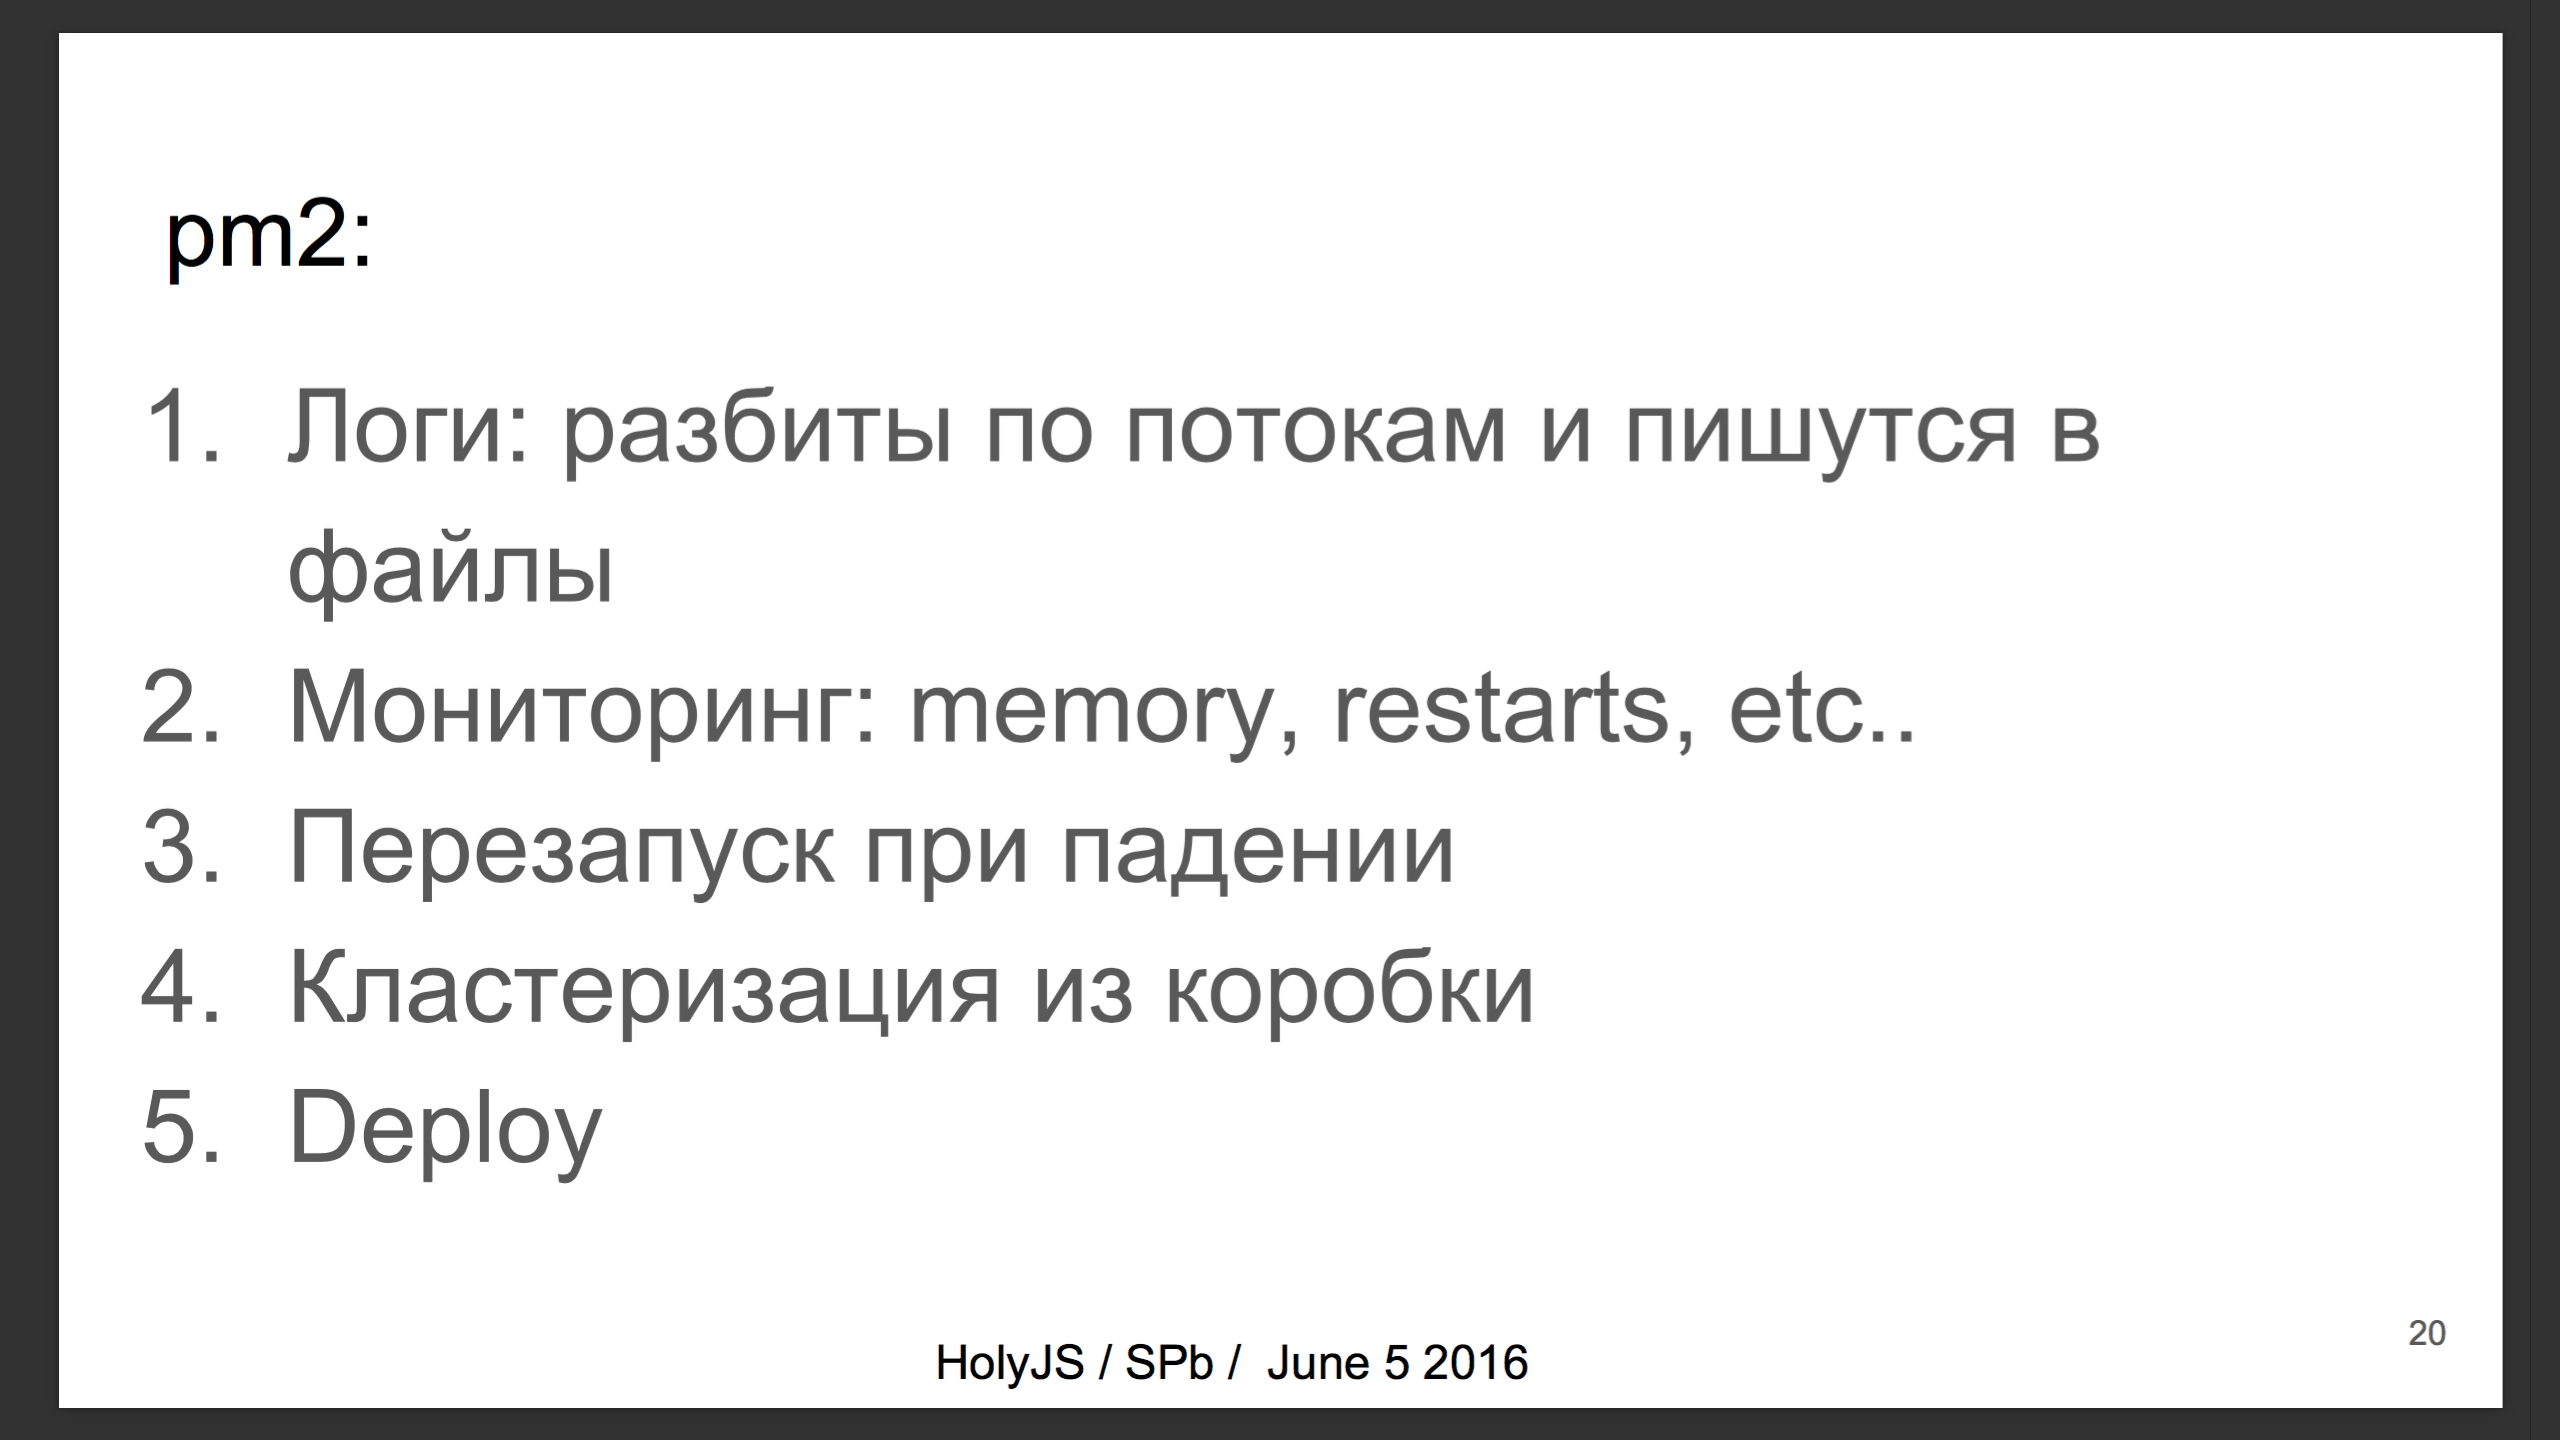 pm2:
1. Логи: разбиты по потокам и пишутся в
файлы
2. Мониторинг: memory, restarts, etc..
3. Перезапуск при падении
4. Кластеризация из коробки
5. Deploy
20
HolyJS / SPb / June 5 2016